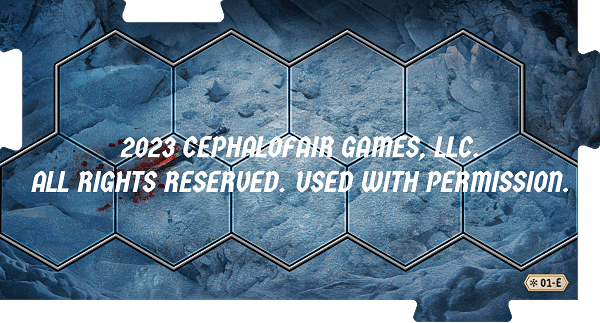 2023 CEPHALOFAIR GAMES, LLC.
ALL RIGHTS RESERVED. USED WITH PERMISSION.
* 01-E